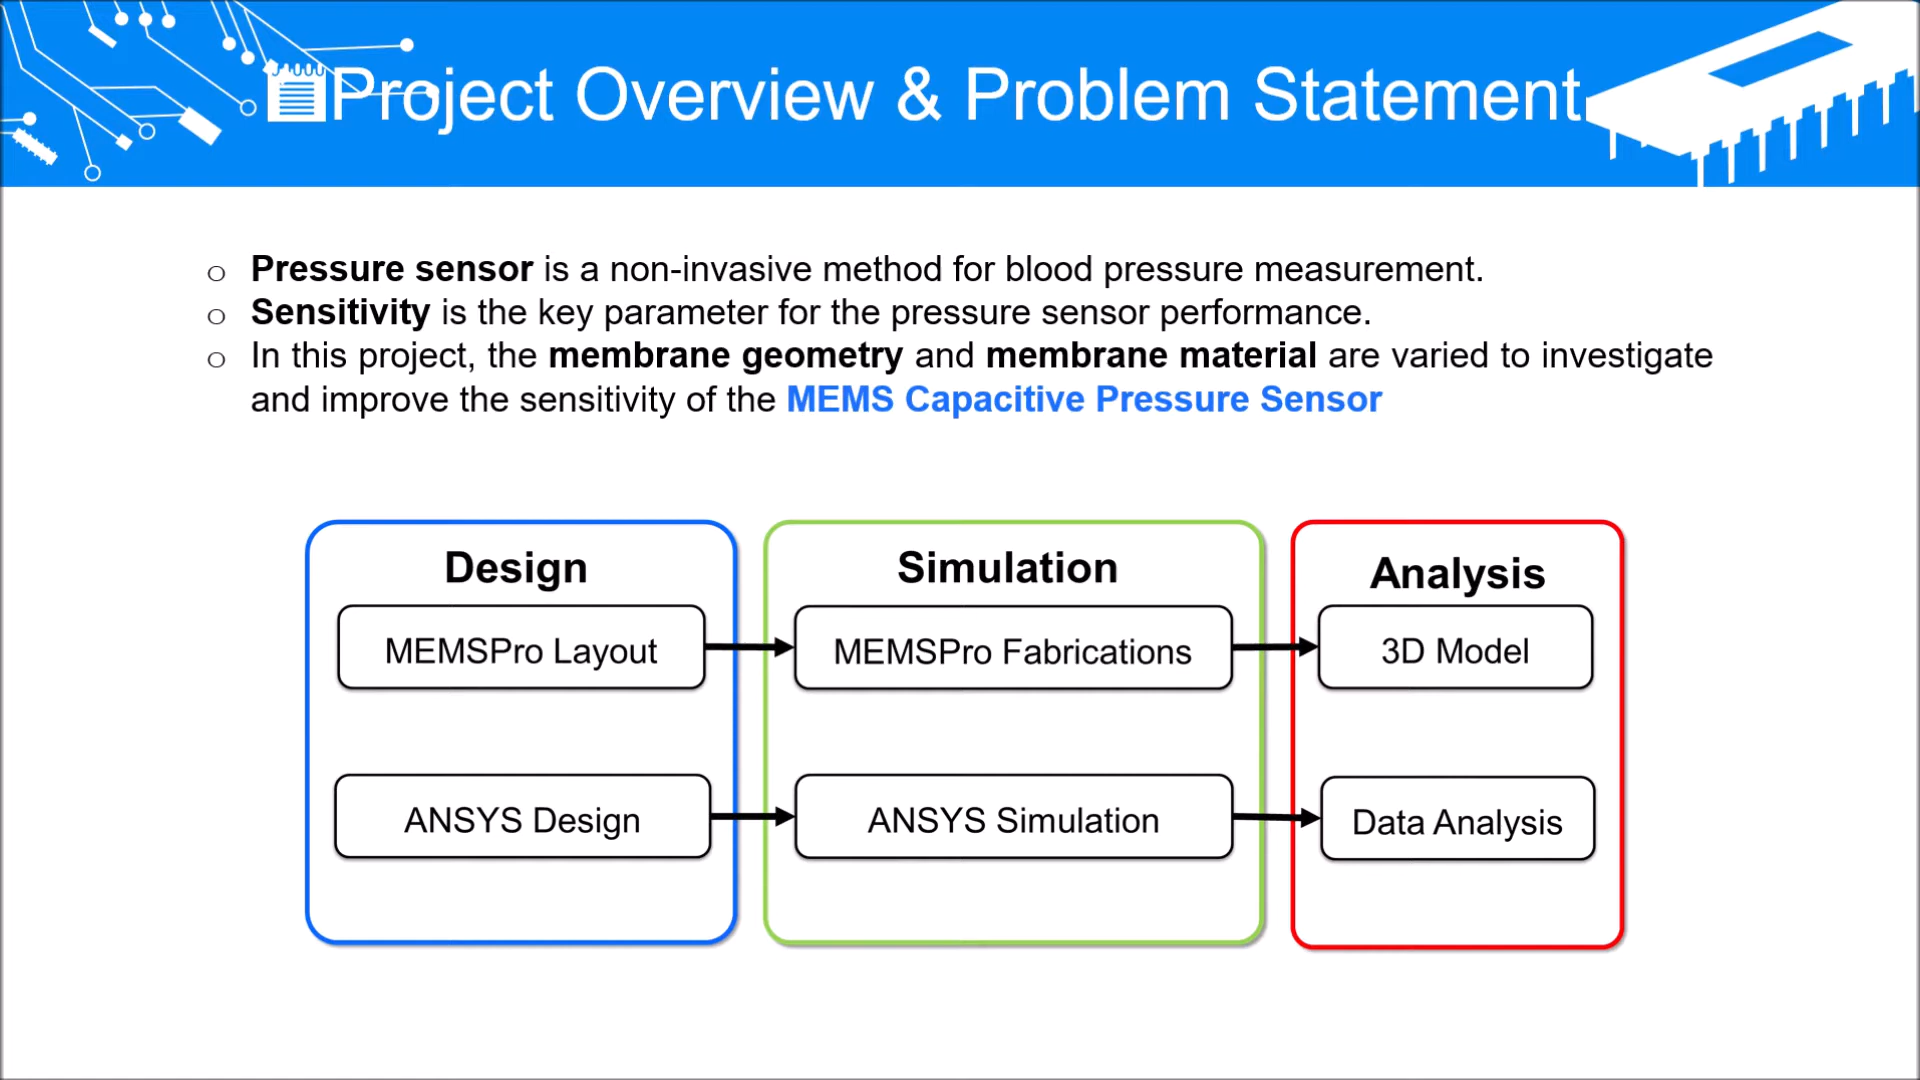 Project Overview & Problem Statement
Pressure sensor is a non-invasive method for blood pressure measurement.
Sensitivity is the key parameter for the pressure sensor performance.
In this project, the membrane geometry and membrane material are varied to investigate
and improve the sensitivity of the MEMS Capacitive Pressure Sensor
Design
MEMSPro Layout
ANSYS Design
Simulation
MEMSPro Fabrications
ANSYS Simulation
Analysis
3D Model
Data Analysis